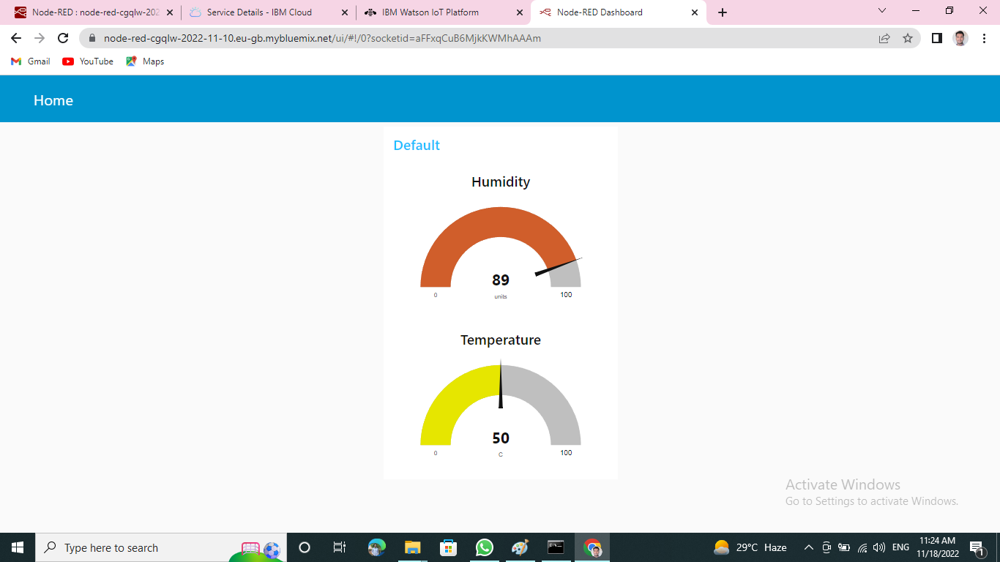 Node-RED : node-red-cgqlw-202
Service Details - IBM Cloud
IBM Watson IoT Platform
Node-RED Dashboard
node-red-cgqlw-2022-11-10.eu-gb.mybluemix.net/ui/#!/0?socketid=aFFxqCuB6MjkKWMhAAAm
Gmail
YouTube
Maps
Home
Default
Humidity
89
units
0
100
Temperature
50
C
0
100
Activate Windows
Go to Settings to activate Windows.
Type here to search
29°C Haze
ENG
11:24 AM
11/18/2022
1